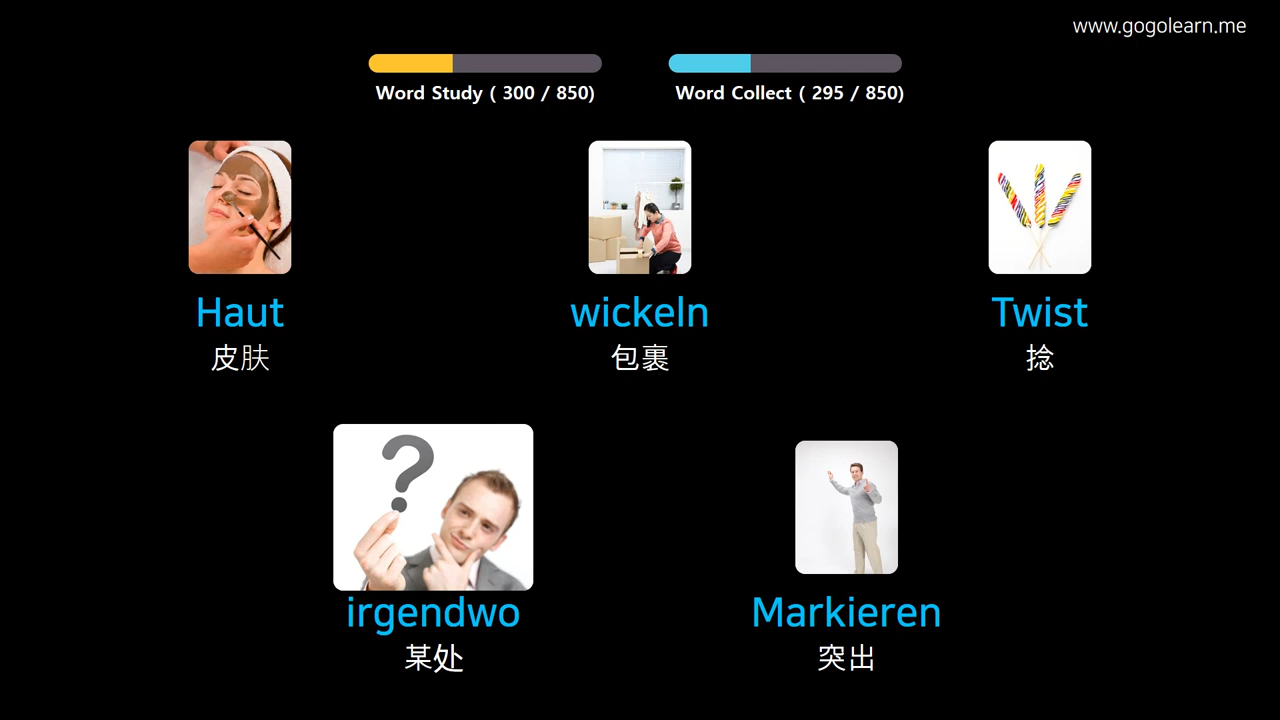 www.gogolearn.me
Word Study ( 300 / 850)
Word Collect ( 295 / 850)
Haut
皮肤
wickeln
包裹
Twist
捻
irgendwo
某处
Markieren
突出